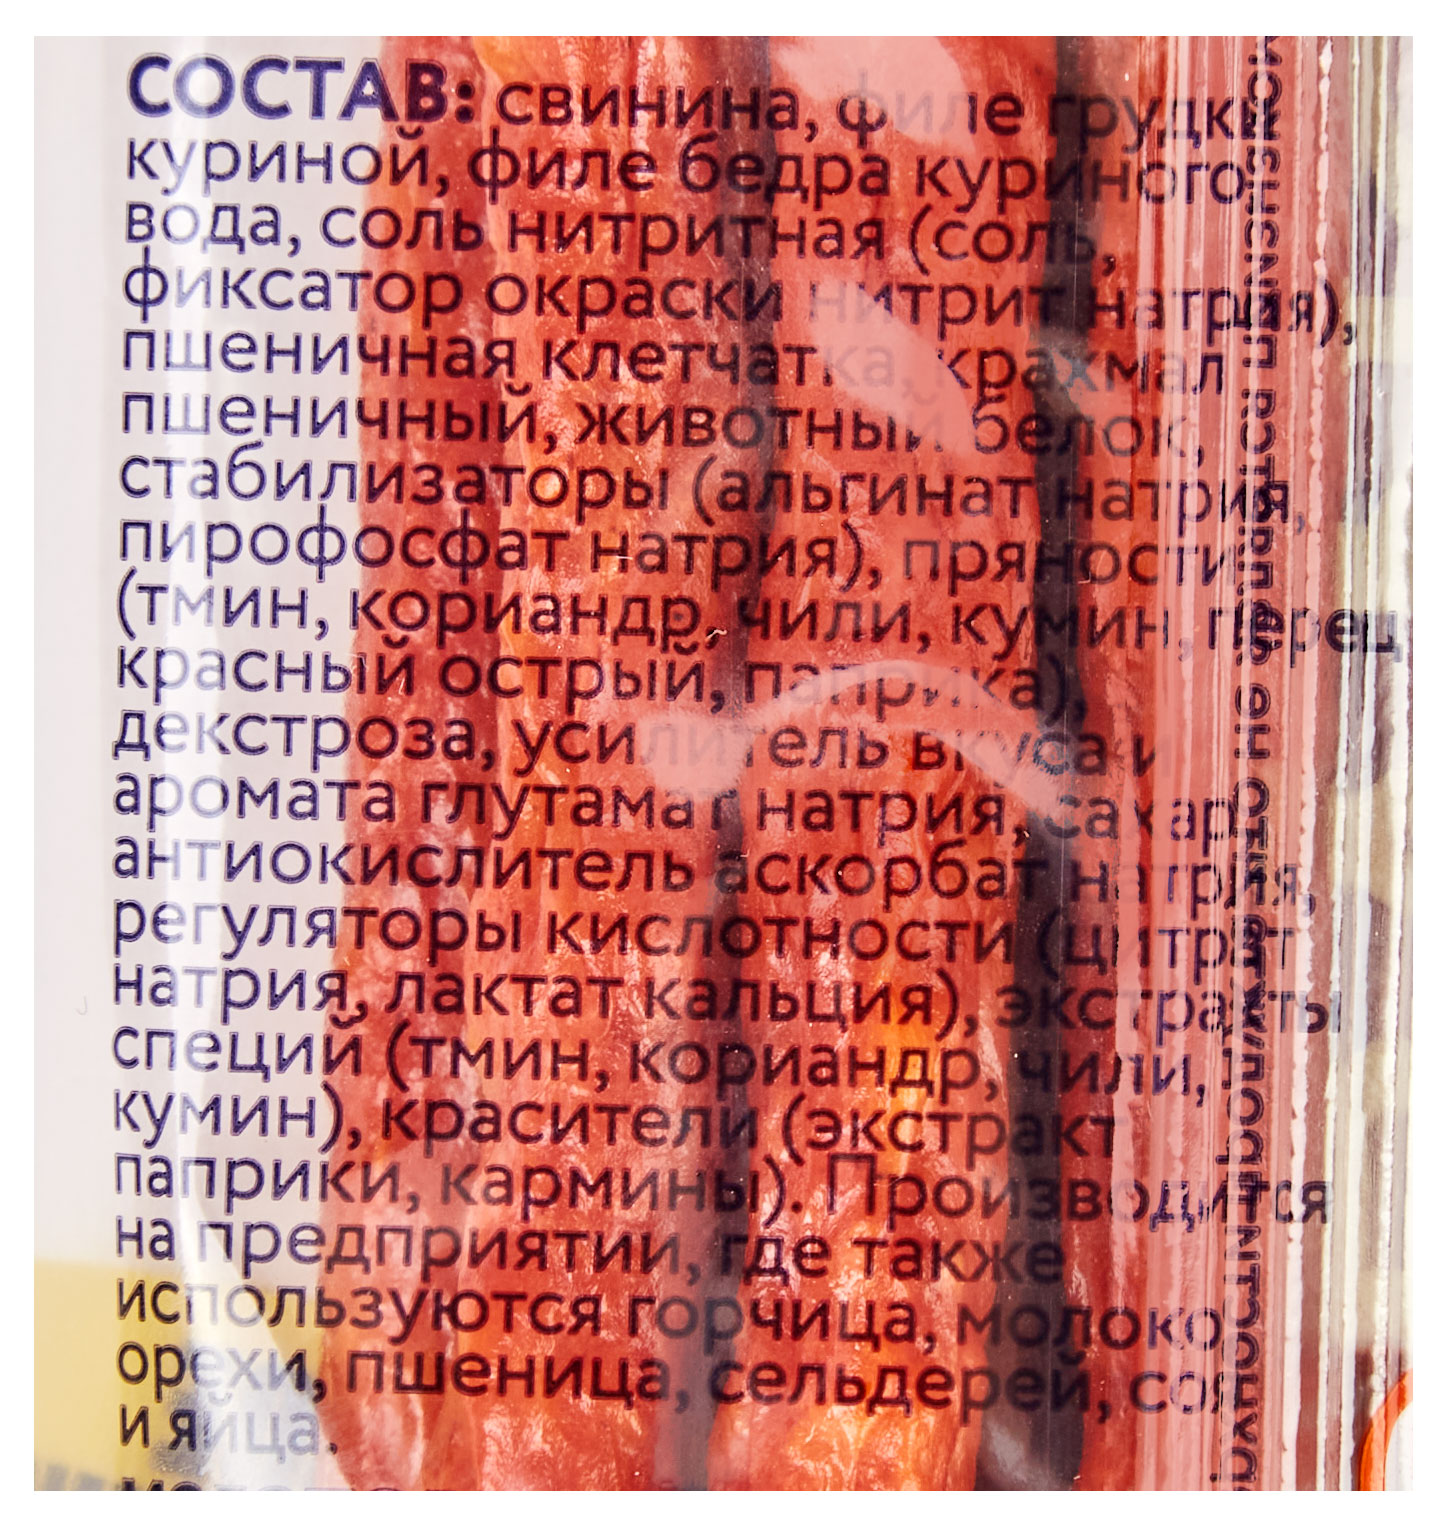 СОСТАВ: свинина, филе грудки
куриной, филе бедра куриного,
вода, соль нитритная (соль,
фиксатор окраски нитрит натрия),
пшеничная клетчатка, крахмал
пшеничный, животный белок,
стабилизаторы (альгинат натрия,
пирофосфат натрия), пряности
(тмин, кориандр, чили, кумин, перец
красный острый, паприка),
декстроза, усилитель вкуса и
аромата глутамат натрия, сахар,
антиокислитель аскорбат натрия,
регуляторы кислотности (цитрат
натрия, лактат кальция), экстракты
специй (тмин, кориандр, чили,
кумин), красители (экстракт
паприки, кармины). Производится
на предприятии, где также
используются горчица, молоко,
орехи, пшеница, сельдерей, соя
и яйца.